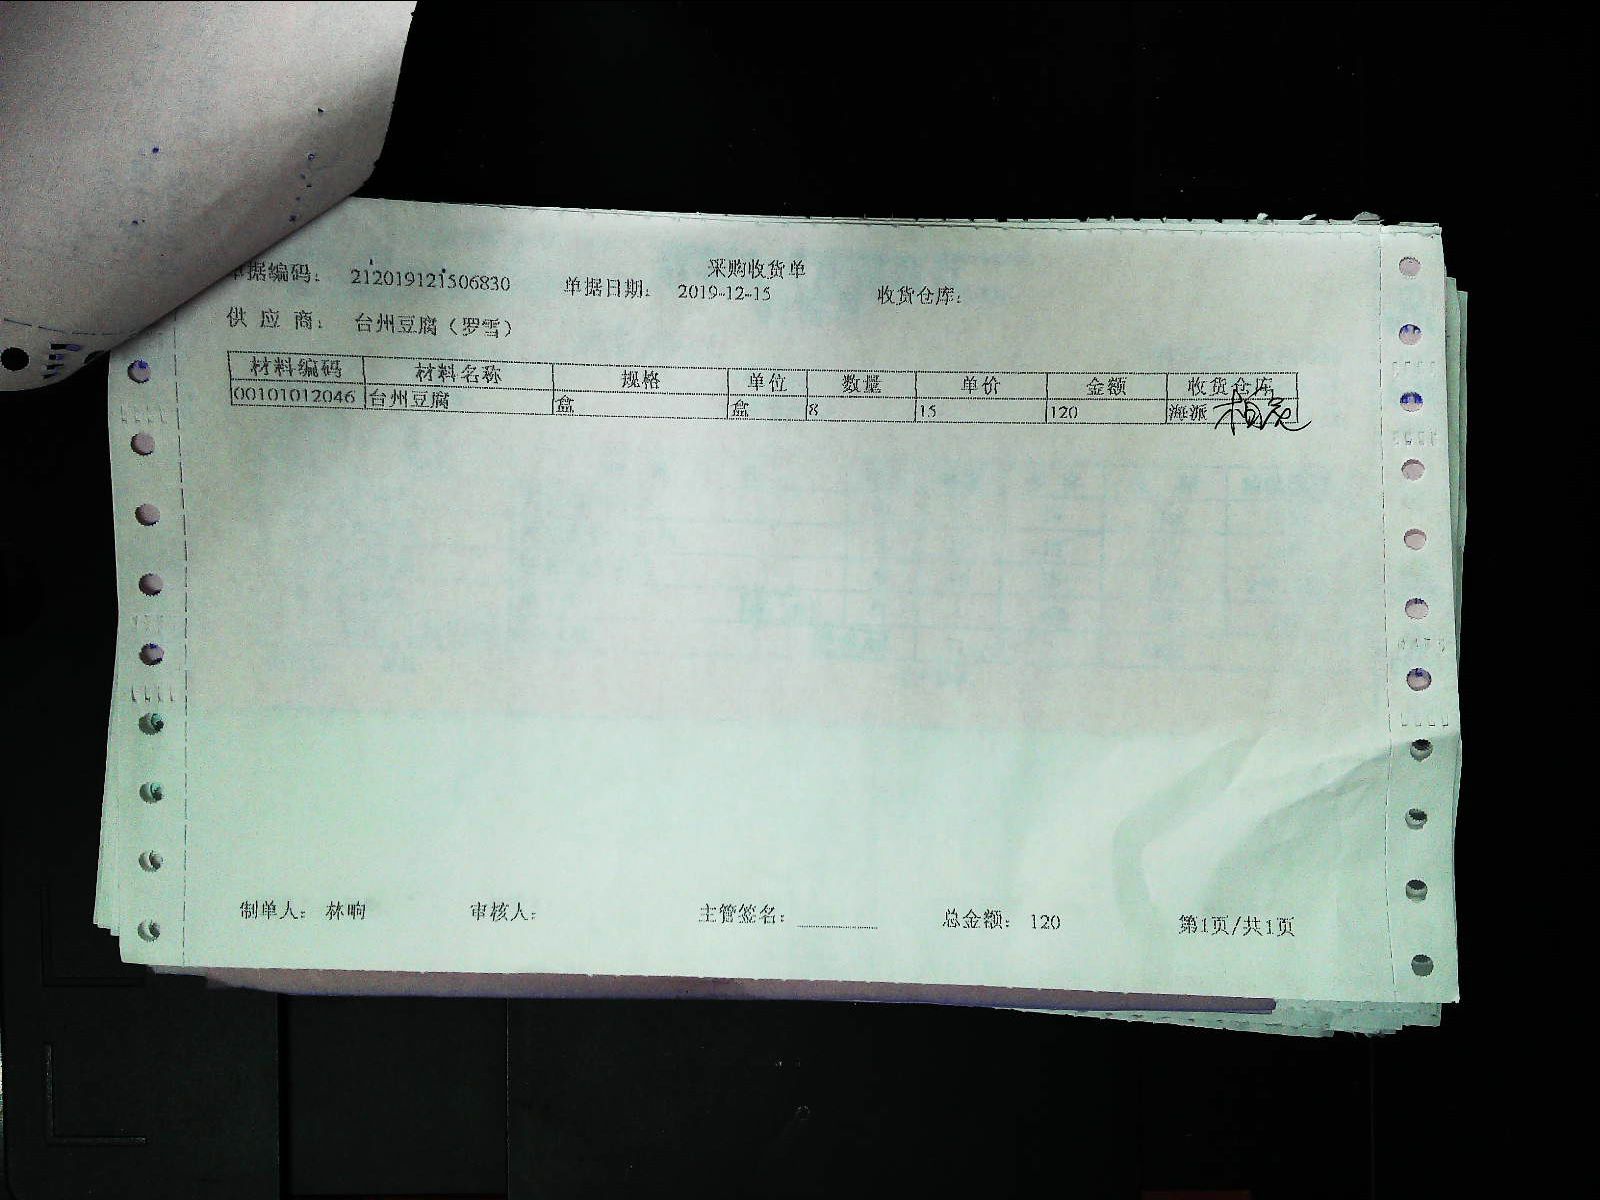 采购收货单
单据编码： 212019121506830 单据日期： 2019-12-15 收货仓库：
供 应 商： 台州豆腐（罗雪）
材料编码 材料名称 规格 单位 数量 单价 金额 收货仓库
00101012046 台州豆腐 盒 盒 8 15 120 海派
制单人： 林响 审核人： 主管签名： 总金额： 120 第1页/共1页